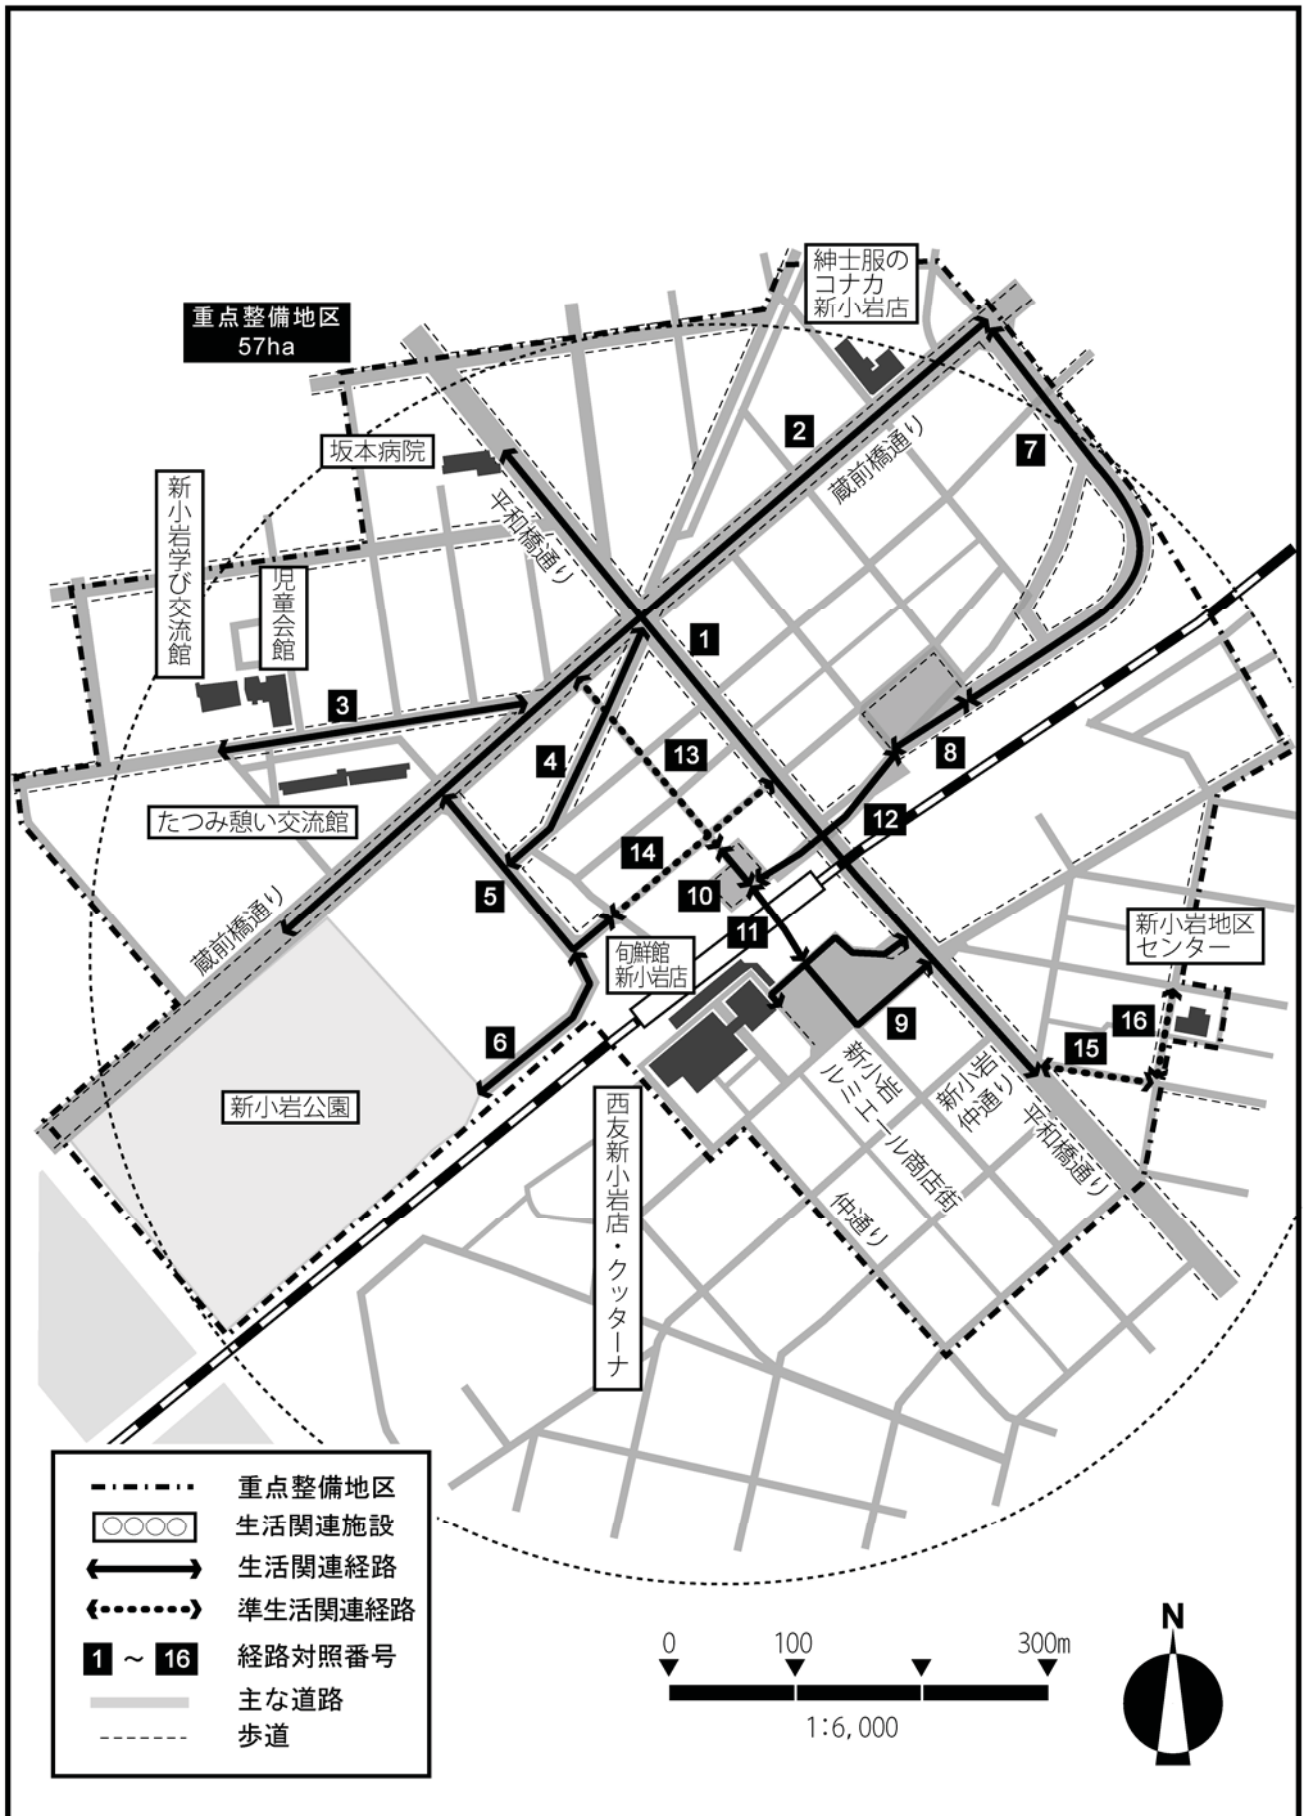 紳士服の
コナカ
新小岩店
重点整備地区
57ha
坂本病院
2
蔵前橋通り
7
新小岩学び交流館
平和橋通り
児童会館
1
3
4
13
8
たつみ憩い交流館
14
12
5
10
蔵前橋通り
11
旬鮮館
新小岩店
新小岩地区
センター
9
16
6
15
新小岩公園
新小岩
ルミエール商店街
新小岩
仲通り
平和橋通り
西友新小岩店・クッターナ
仲通り
重点整備地区
○○○○ 生活関連施設
生活関連経路
準生活関連経路
1 ～ 16 経路対照番号
主な道路
歩道
0 100 300m
1:6,000
N